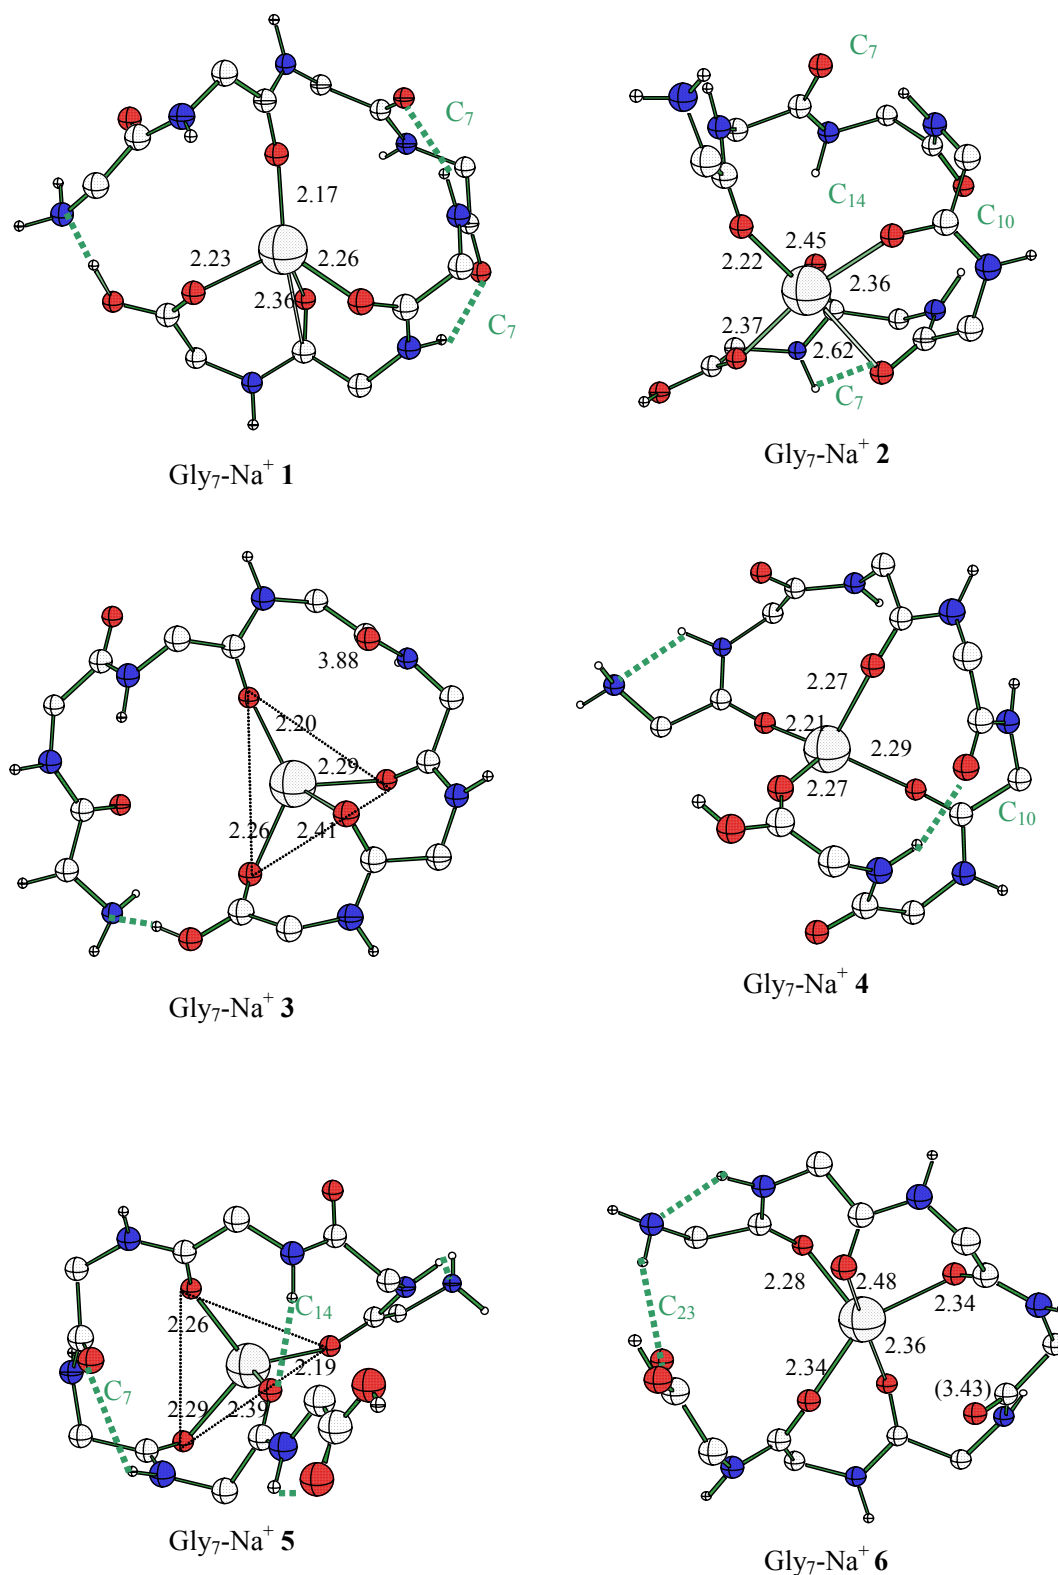 C₇
2.17
2.23
2.26
2.36
C₇
Gly₇-Na⁺ 1
C₇
C₁₄
C₁₀
2.45
2.22
2.36
2.37
2.62
C₇
Gly₇-Na⁺ 2
3.88
2.20
2.29
2.26
2.41
Gly₇-Na⁺ 3
2.27
2.21
2.29
2.27
C₁₀
Gly₇-Na⁺ 4
C₁₄
2.26
2.19
C₇
2.29
2.39
Gly₇-Na⁺ 5
2.28
2.48
2.34
C₂₃
2.36
2.34
(3.43)
Gly₇-Na⁺ 6